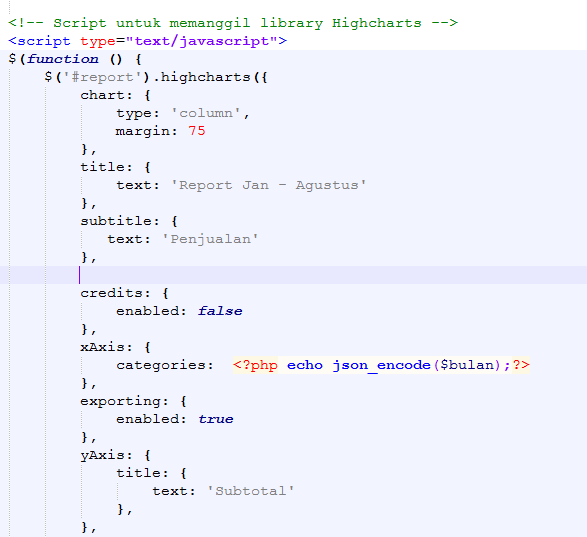 <!-- Script untuk memanggil library Highcharts -->
<script type="text/javascript">
$(function () {
    $('#report').highcharts({
        chart: {
            type: 'column',
            margin: 75
        },
        title: {
            text: 'Report Jan - Agustus'
        },
        subtitle: {
           text: 'Penjualan'
        },

        credits: {
            enabled: false
        },
        xAxis: {
            categories:  <?php echo json_encode($bulan);?>
        },
        exporting: {
            enabled: true
        },
        yAxis: {
            title: {
                text: 'Subtotal'
            },
        },